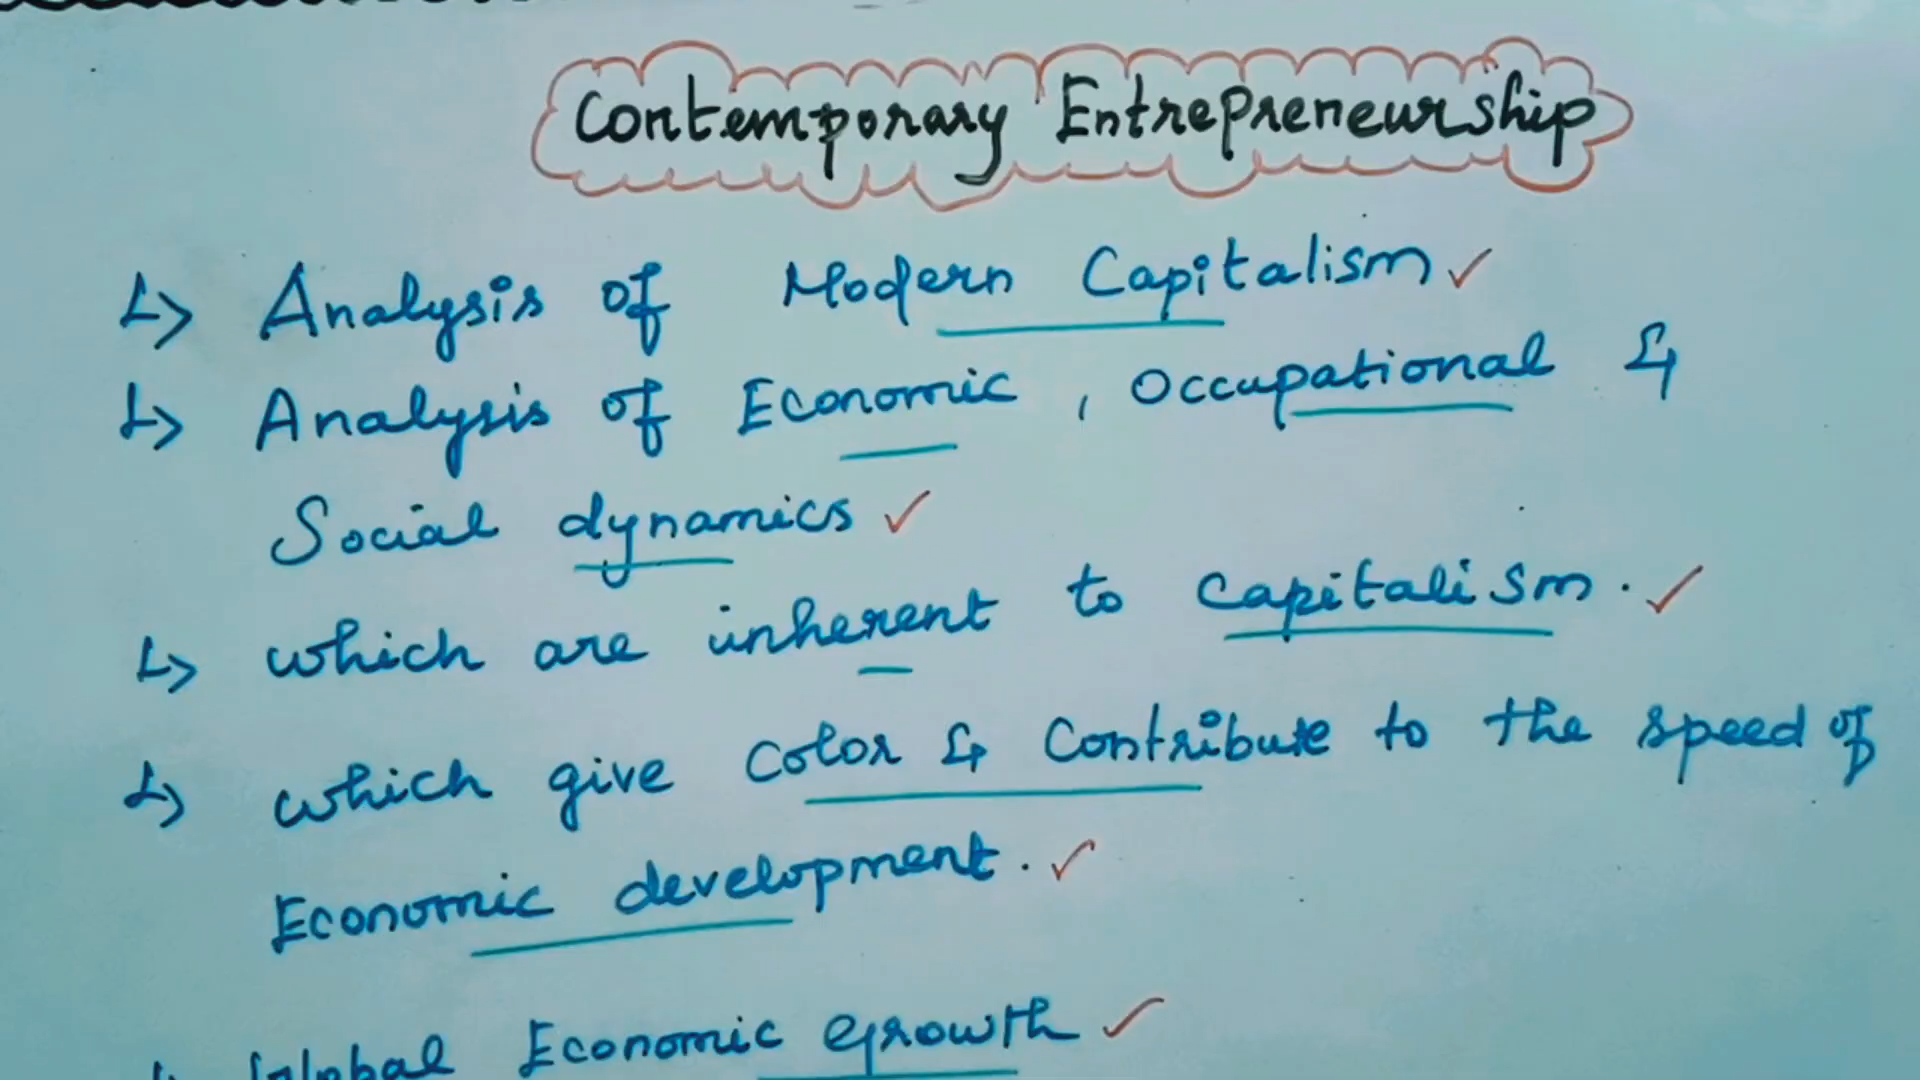 Contemporary Entrepreneurship
↳ Analysis of Modern Capitalism ✓
↳ Analysis of Economic, Occupational &
Social dynamics ✓
↳ which are inherent to capitalism. ✓
↳ which give color & contribute to the speed of
Economic development. ✓
↳ Global Economic growth ✓